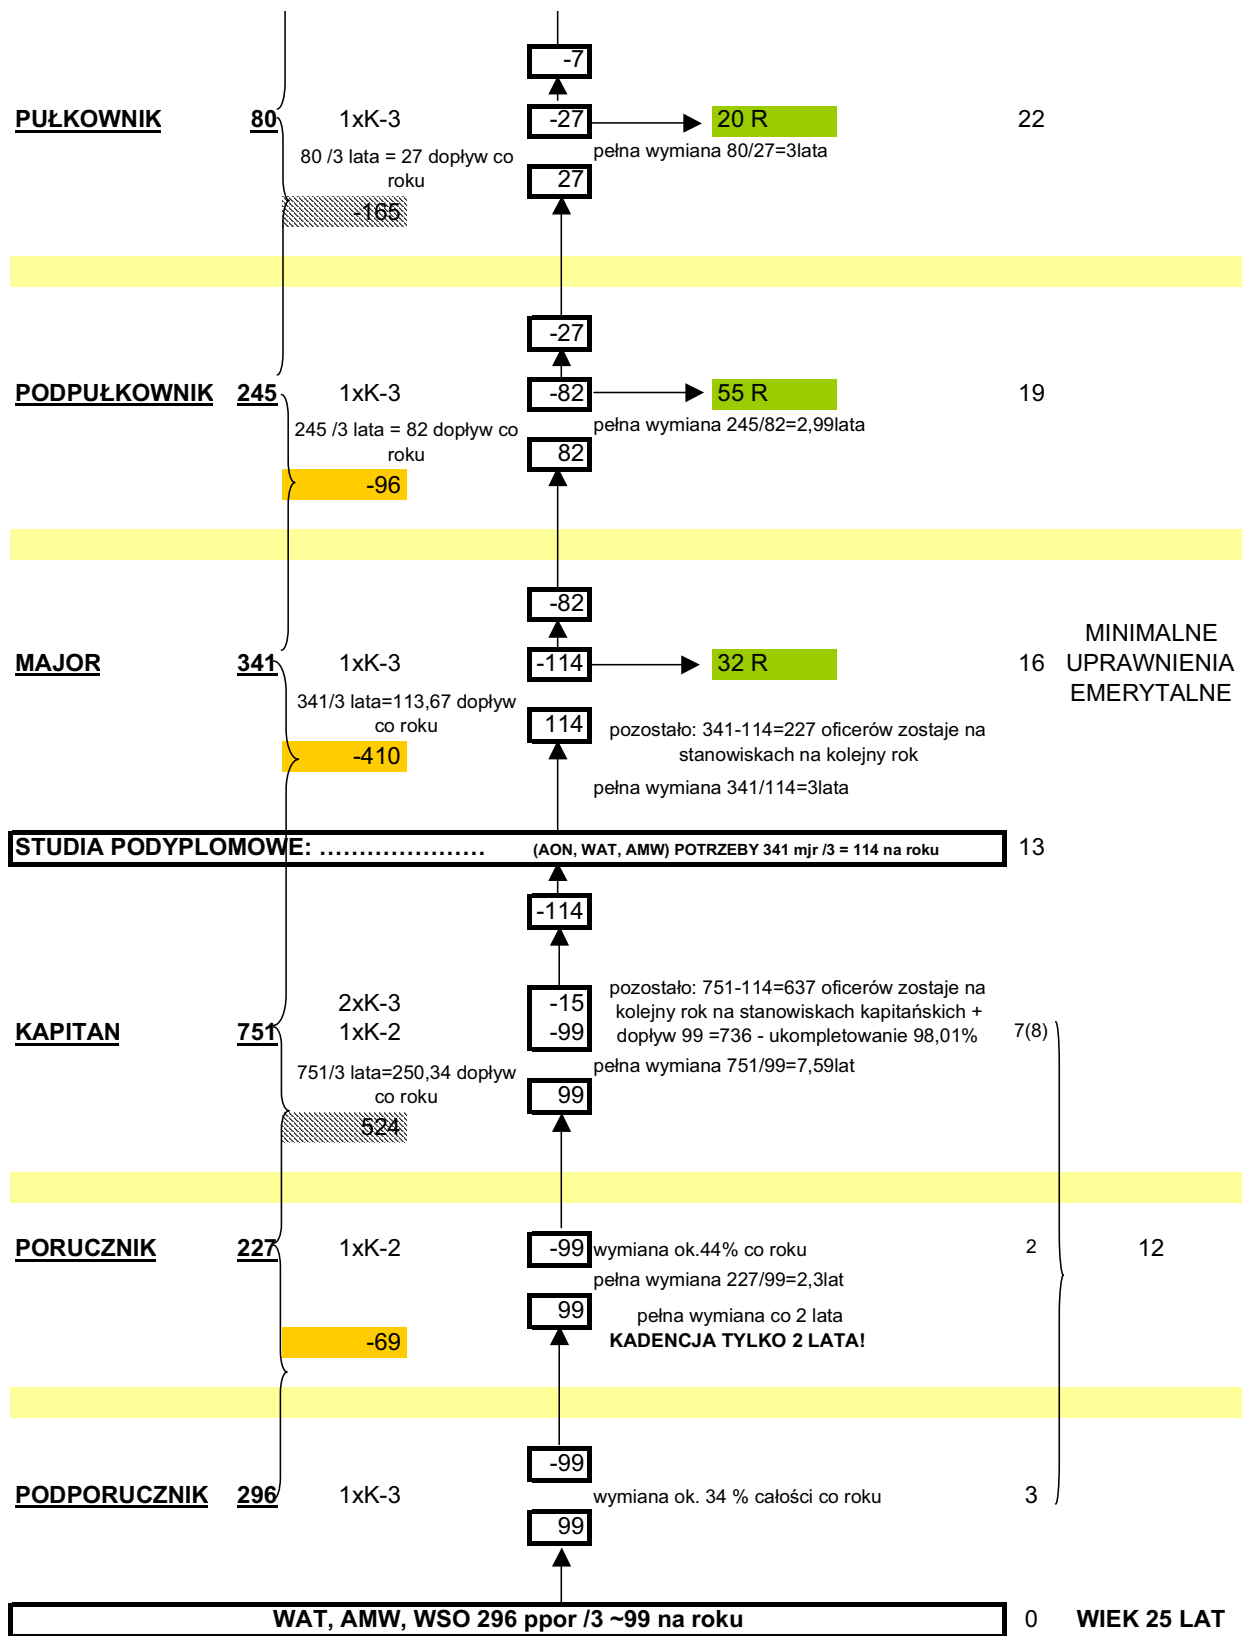 -7
PUŁKOWNIK 80 1xK-3 -27 20 R 22
80 /3 lata = 27 dopływ co
roku
pełna wymiana 80/27=3lata
27
-165
-27
PODPUŁKOWNIK 245 1xK-3 -82 55 R 19
245 /3 lata = 82 dopływ co
roku
pełna wymiana 245/82=2,99lata
82
-96
-82
MINIMALNE
UPRAWNIENIA
EMERYTALNE
MAJOR 341 1xK-3 -114 32 R 16
341/3 lata=113,67 dopływ
co roku
114
pozostało: 341-114=227 oficerów zostaje na
stanowiskach na kolejny rok
-410
pełna wymiana 341/114=3lata
STUDIA PODYPLOMOWE: ..................... (AON, WAT, AMW) POTRZEBY 341 mjr /3 = 114 na roku 13
-114
pozostało: 751-114=637 oficerów zostaje na
kolejny rok na stanowiskach kapitańskich +
dopływ 99 =736 - ukompletowanie 98,01%
2xK-3 -15
KAPITAN 751 1xK-2 -99 7(8)
751/3 lata=250,34 dopływ
co roku
pełna wymiana 751/99=7,59lat
99
524
PORUCZNIK 227 1xK-2 -99 wymiana ok.44% co roku 2 12
pełna wymiana 227/99=2,3lat
99
pełna wymiana co 2 lata
KADENCJA TYLKO 2 LATA!
-69
-99
PODPORUCZNIK 296 1xK-3 wymiana ok. 34 % całości co roku 3
99
WAT, AMW, WSO 296 ppor /3 ~99 na roku 0 WIEK 25 LAT